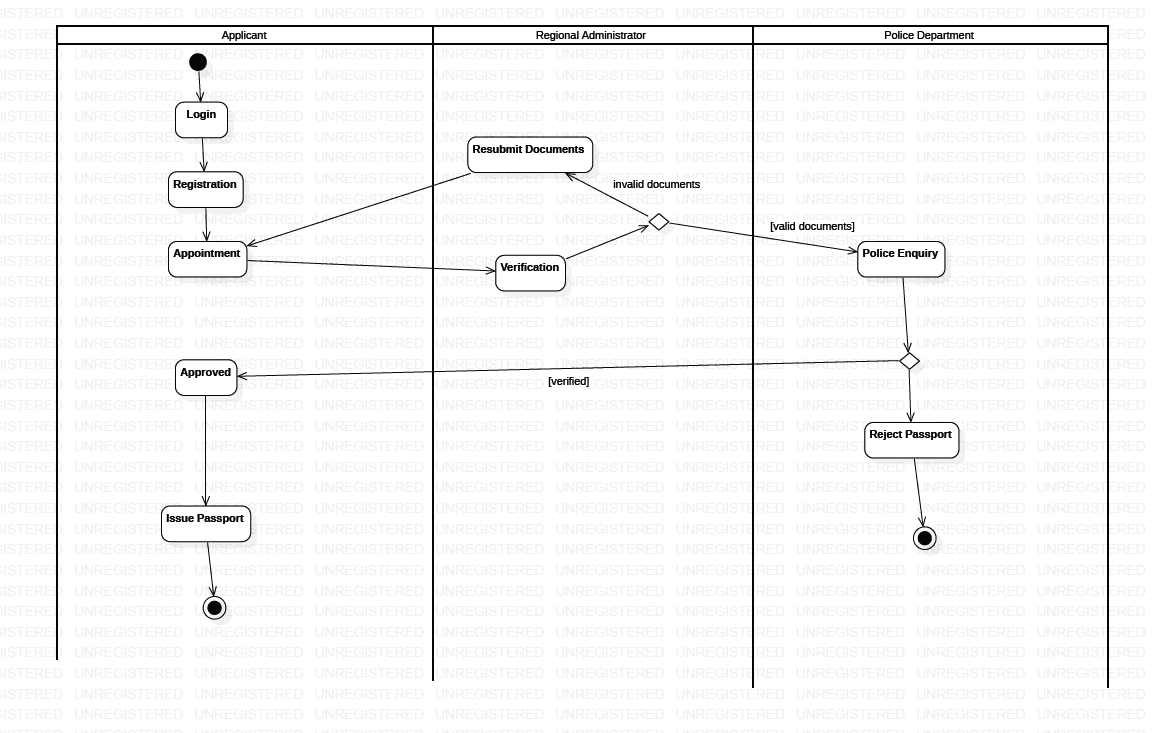 Applicant
Regional Administrator
Police Department
Login
Resubmit Documents
Registration
invalid documents
[valid documents]
Appointment
Verification
Police Enquiry
Approved
[verified]
Reject Passport
Issue Passport
UNREGISTERED